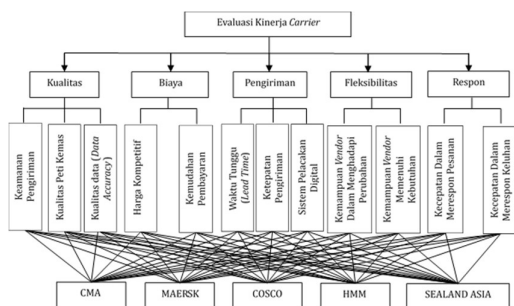 Evaluasi Kinerja Carrier
Kualitas
Biaya
Pengiriman
Fleksibilitas
Respon
Keamanan
Pengiriman
Kualitas Peti Kemas
Kualitas data (Data
Accuracy)
Harga Kompetitif
Kemudahan
Pembayaran
Waktu Tunggu
(Lead Time)
Ketepatan
Pengiriman
Sistem Pelacakan
Digital
Kemampuan Vendor
Dalam Menghadapi
Perubahan
Kemampuan Vendor
Memenuhi
Kebutuhan
Kecepatan Dalam
Merespon Pesanan
Kecepatan Dalam
Merespon Keluhan
CMA
MAERSK
COSCO
HMM
SEALAND ASIA